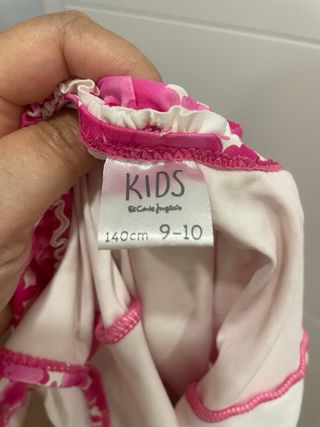 KIDS
El Corte Inglés
140cm 9-10